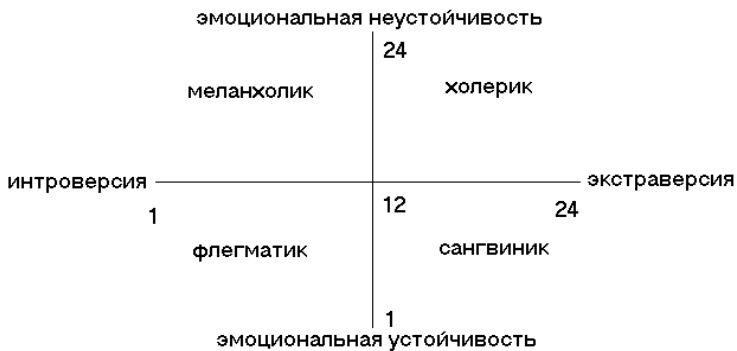 эмоциональная неустойчивость
24
меланхолик
холерик
интроверсия
экстраверсия
1
12
24
флегматик
сангвиник
1
эмоциональная устойчивость